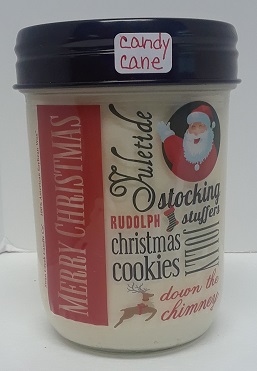 candy
cane
MERRY CHRISTMAS
Yuletide
stocking
stuffers
RUDOLPH
christmas
cookies
JOLLY
down the
chimney